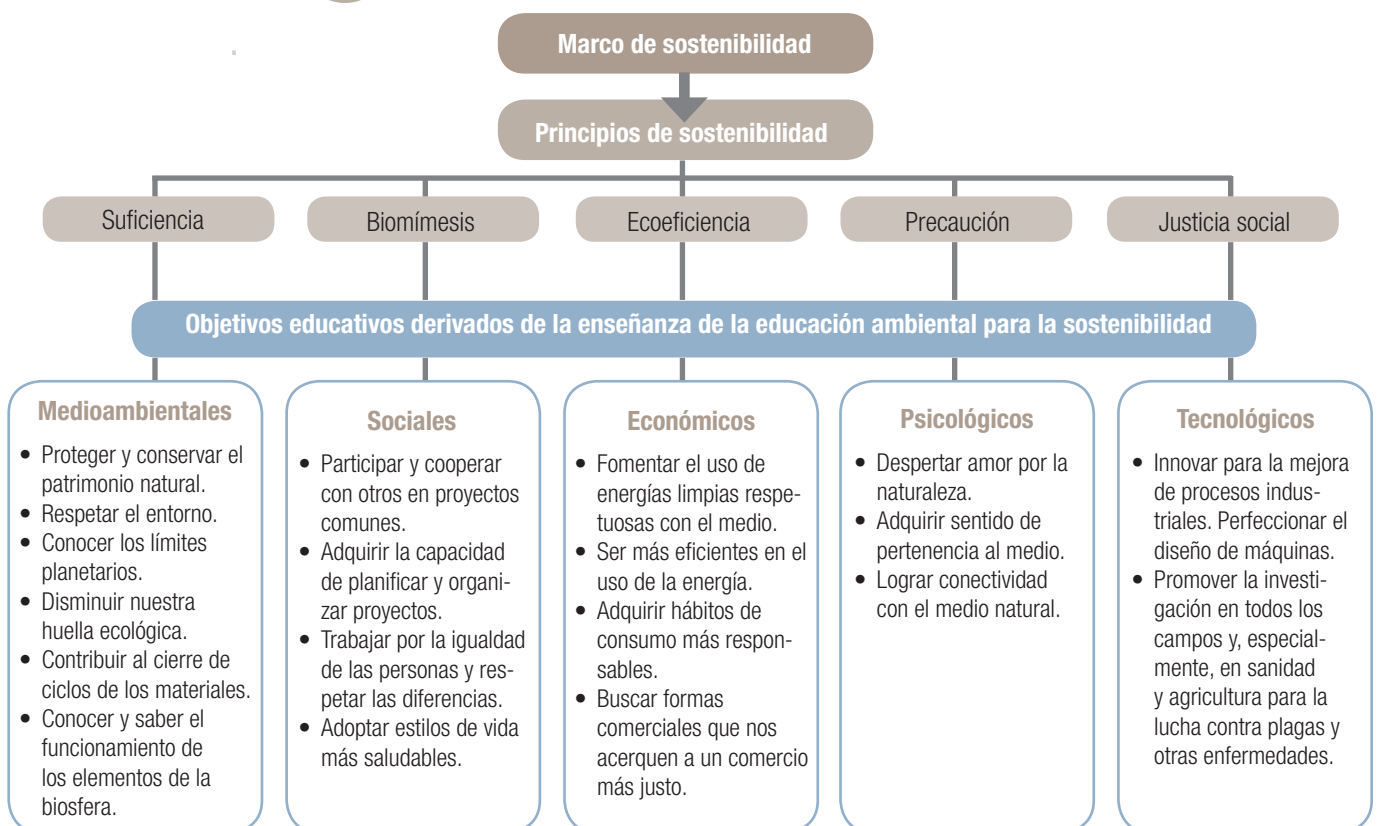 Marco de sostenibilidad
Principios de sostenibilidad
Suficiencia
Biomímesis
Ecoeficiencia
Precaución
Justicia social
Objetivos educativos derivados de la enseñanza de la educación ambiental para la sostenibilidad
Medioambientales
• Proteger y conservar el
patrimonio natural.
• Respetar el entorno.
• Conocer los límites
planetarios.
• Disminuir nuestra
huella ecológica.
• Contribuir al cierre de
ciclos de los materiales.
• Conocer y saber el
funcionamiento de
los elementos de la
biosfera.
Sociales
• Participar y cooperar
con otros en proyectos
comunes.
• Adquirir la capacidad
de planificar y organi-
zar proyectos.
• Trabajar por la igualdad
de las personas y res-
petar las diferencias.
• Adoptar estilos de vida
más saludables.
Económicos
• Fomentar el uso de
energías limpias respe-
tuosas con el medio.
• Ser más eficientes en el
uso de la energía.
• Adquirir hábitos de
consumo más respon-
sables.
• Buscar formas
comerciales que nos
acerquen a un comercio
más justo.
Psicológicos
• Despertar amor por la
naturaleza.
• Adquirir sentido de
pertenencia al medio.
• Lograr conectividad
con el medio natural.
Tecnológicos
• Innovar para la mejora
de procesos indus-
triales. Perfeccionar el
diseño de máquinas.
• Promover la investi-
gación en todos los
campos y, especial-
mente, en sanidad
y agricultura para la
lucha contra plagas y
otras enfermedades.